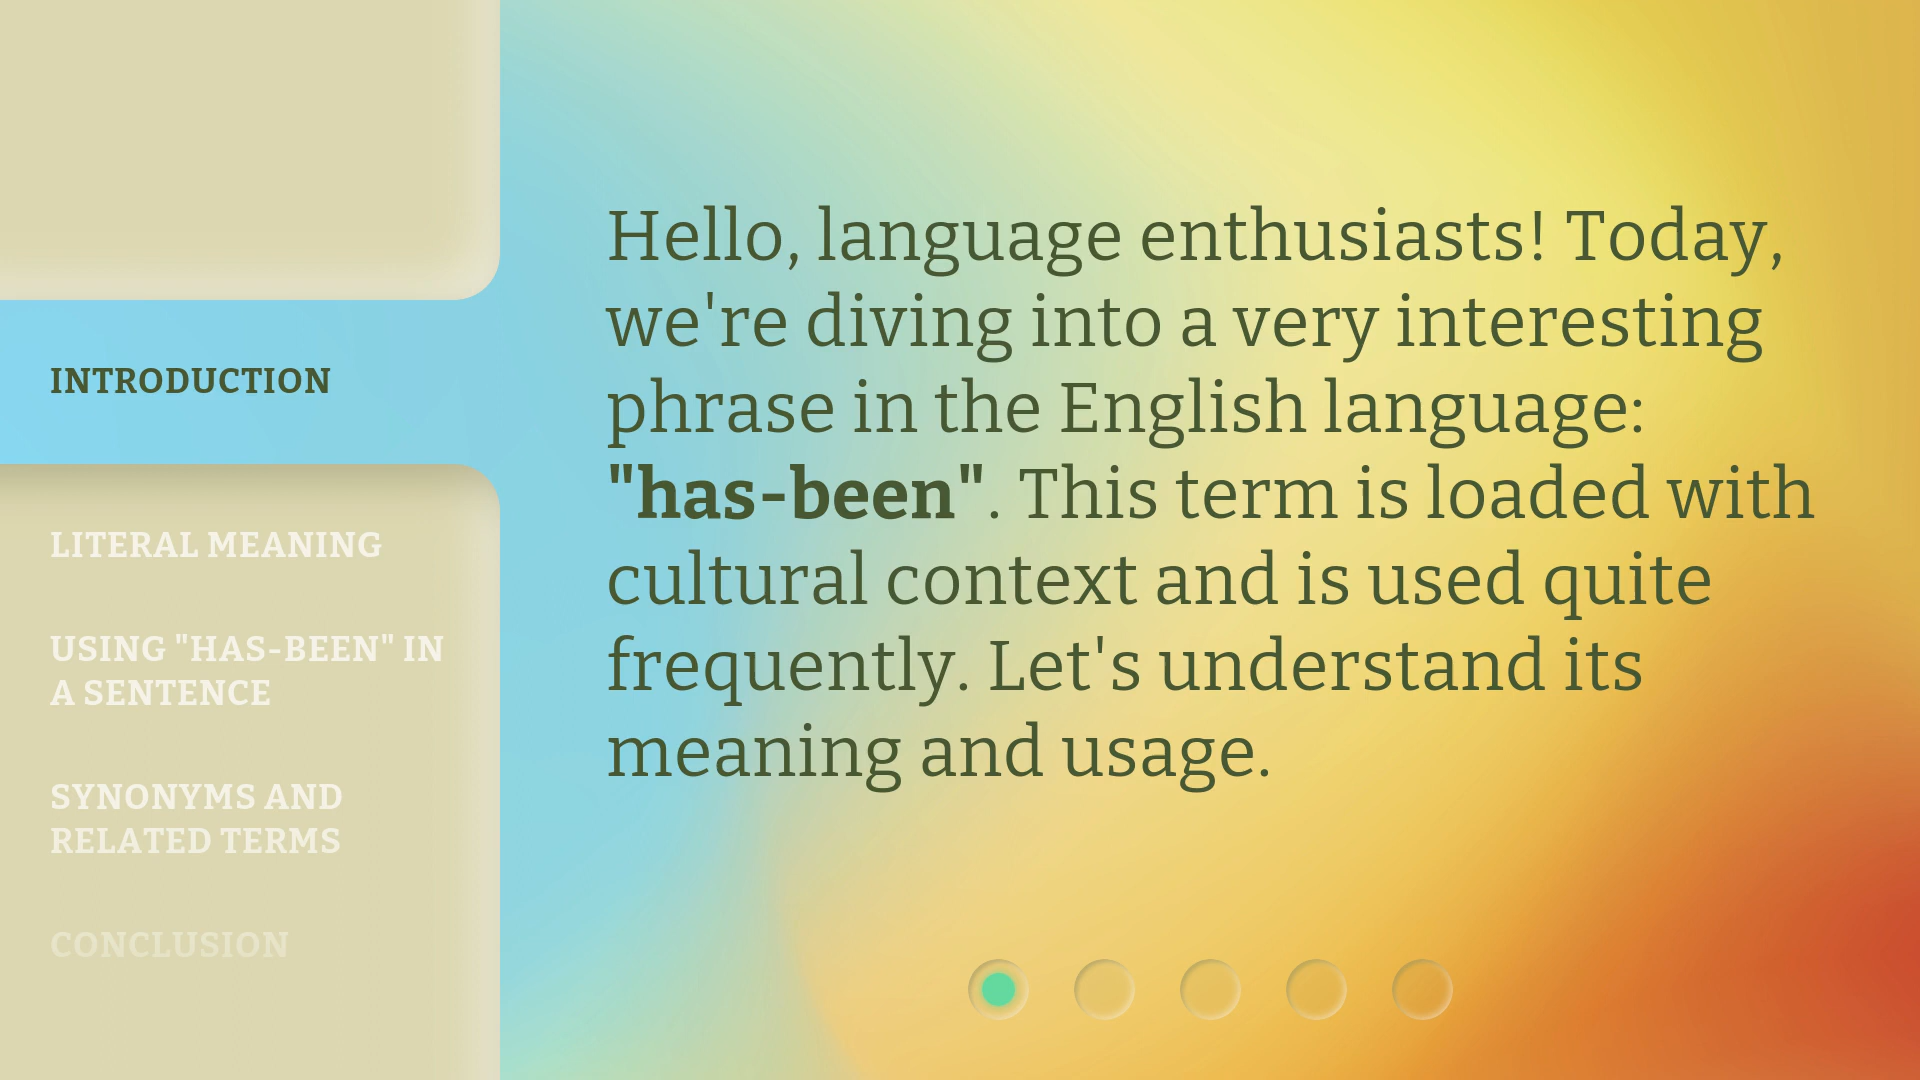 INTRODUCTION
LITERAL MEANING
USING "HAS-BEEN" IN
A SENTENCE
SYNONYMS AND
RELATED TERMS
CONCLUSION
Hello, language enthusiasts! Today,
we're diving into a very interesting
phrase in the English language:
"has-been". This term is loaded with
cultural context and is used quite
frequently. Let's understand its
meaning and usage.